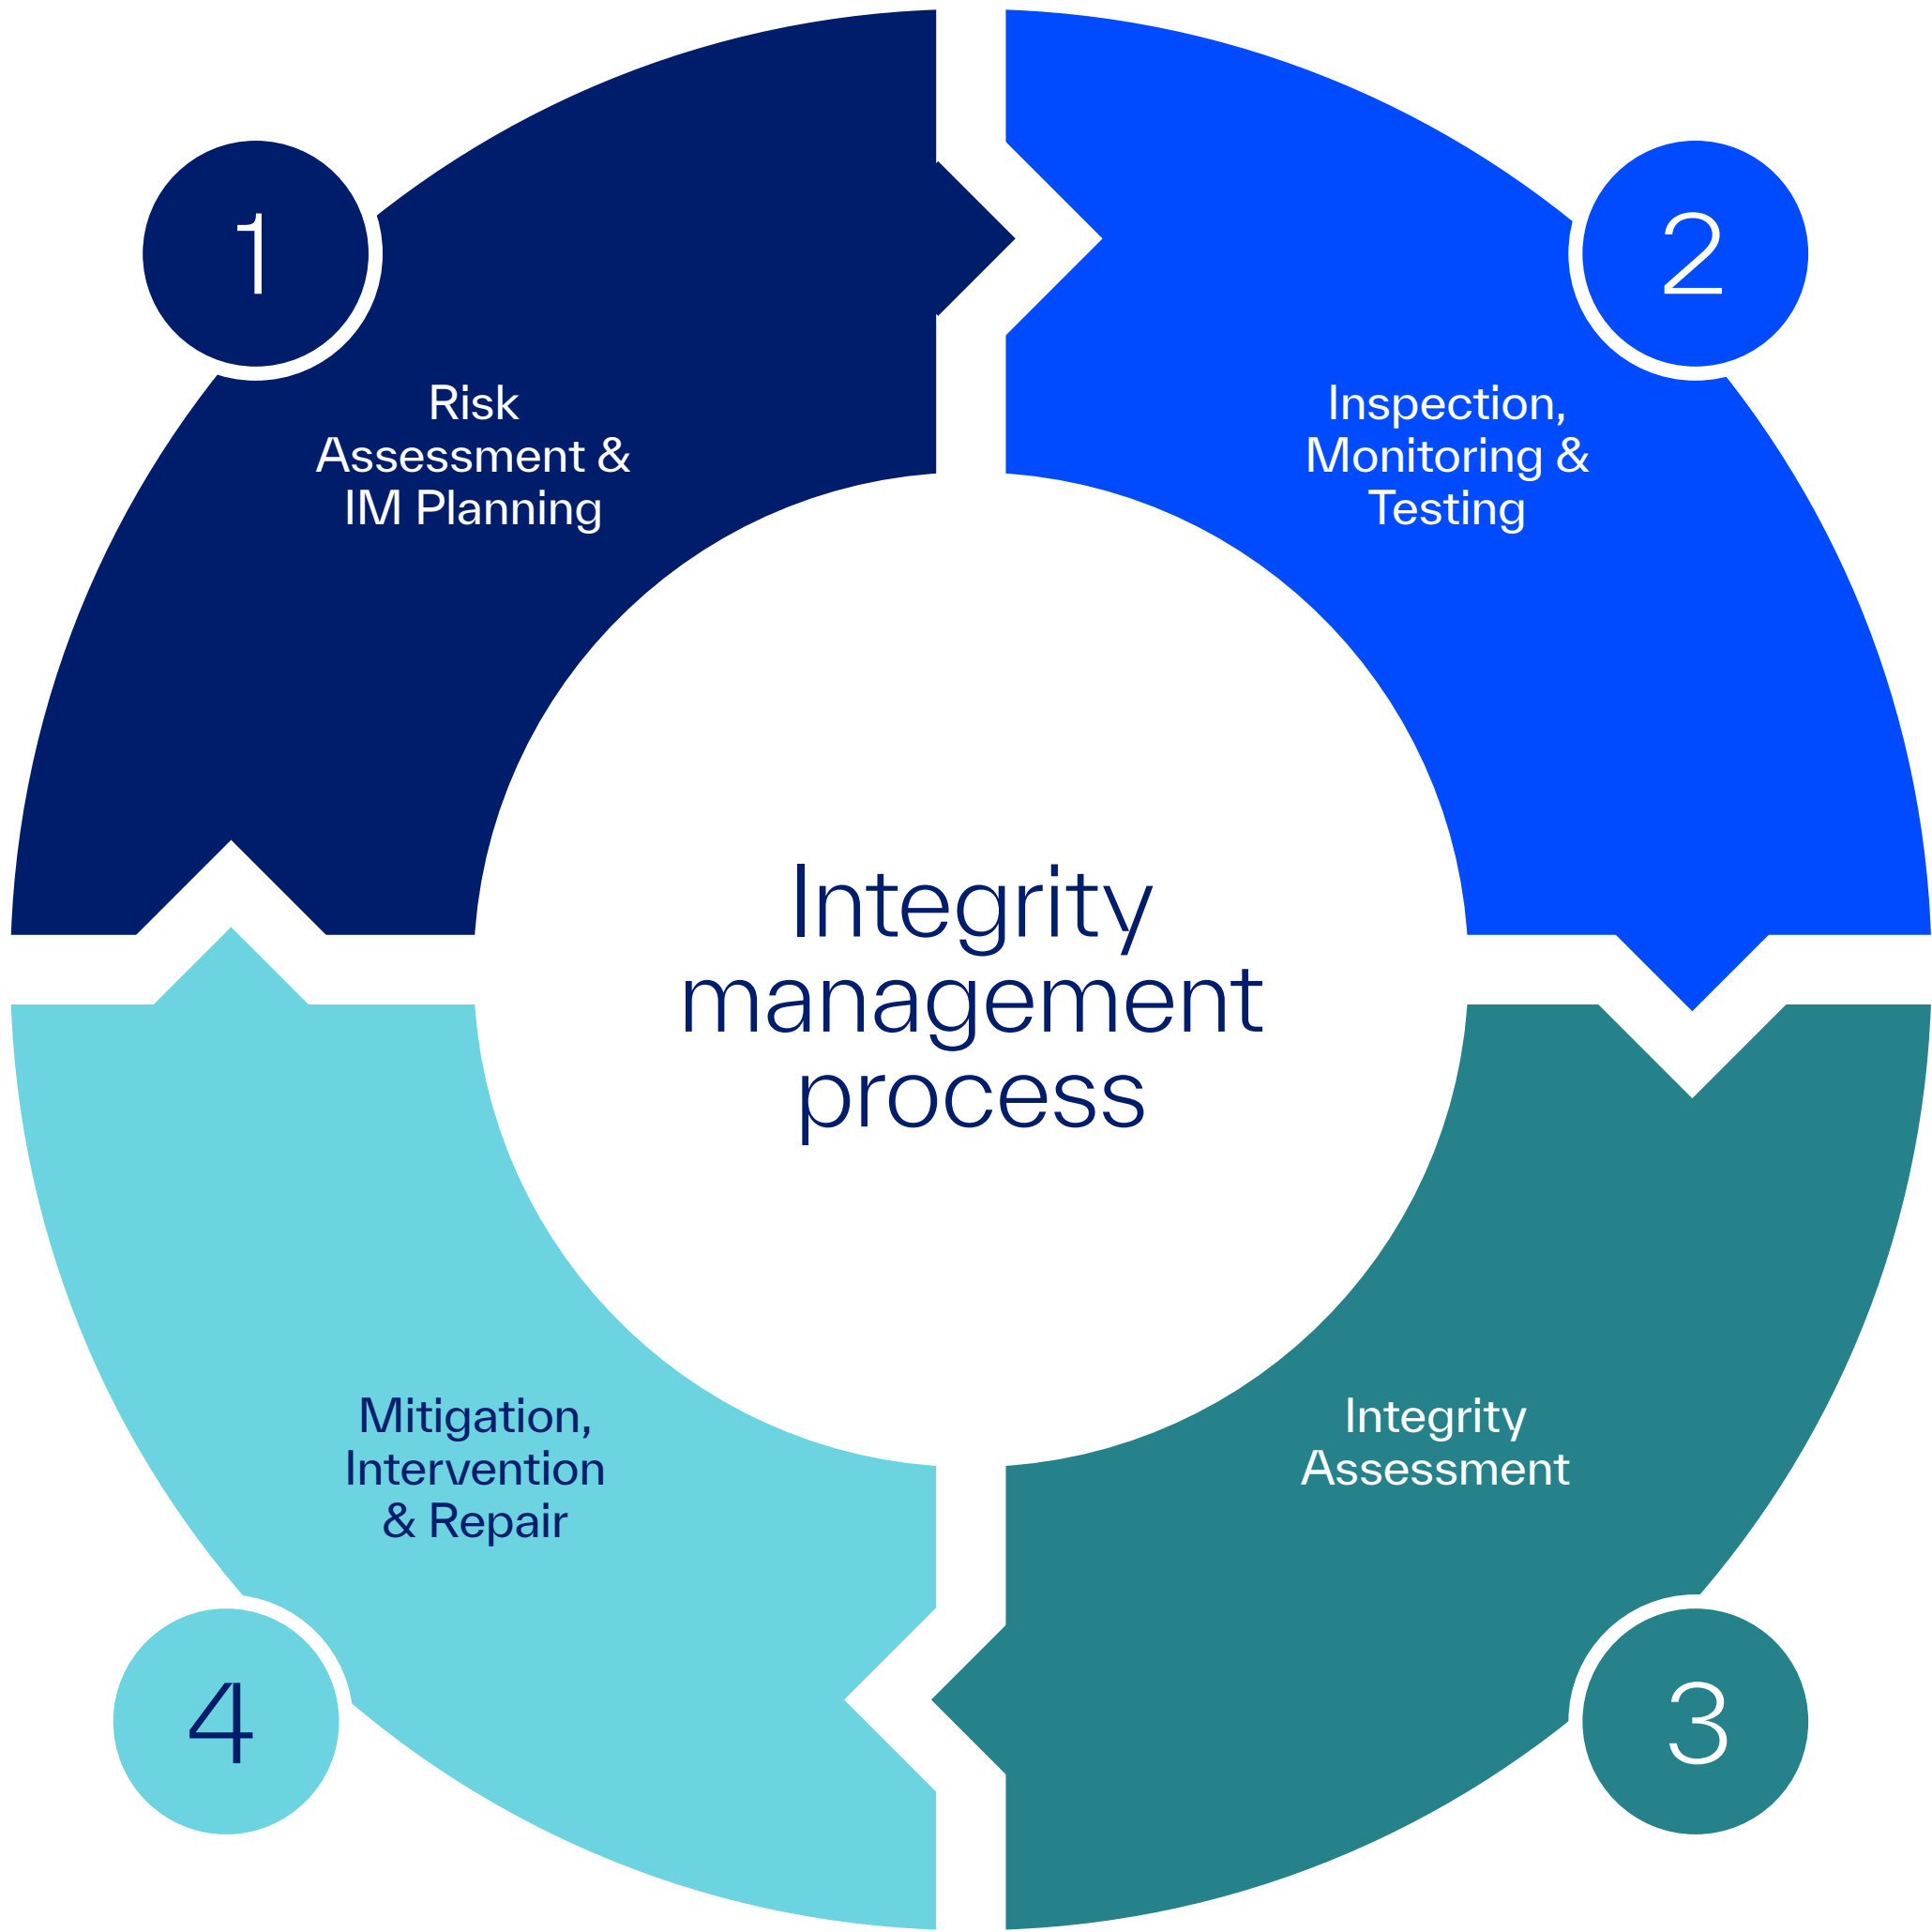 1
Risk
Assessment &
IM Planning
2
Inspection,
Monitoring &
Testing
Integrity
management
process
3
Integrity
Assessment
4
Mitigation,
Intervention
& Repair